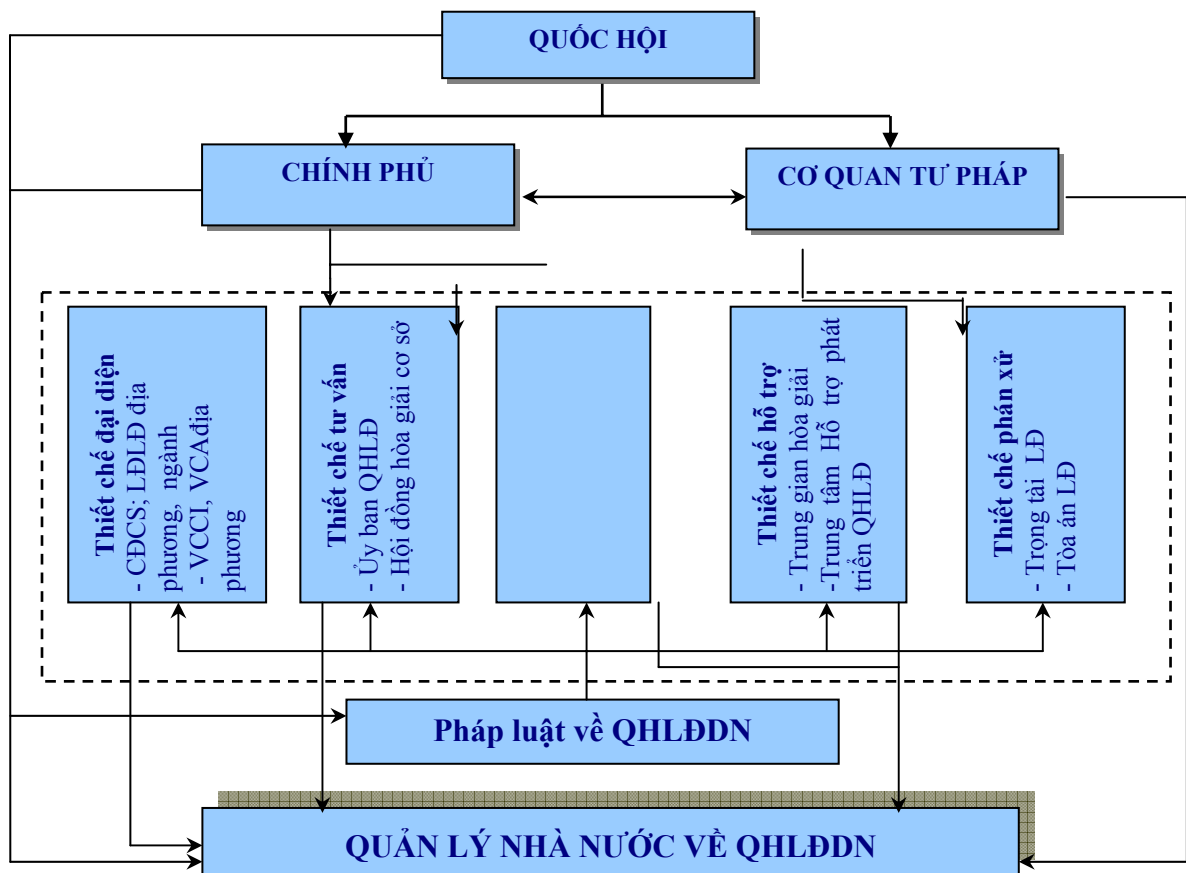 QUỐC HỘI
CHÍNH PHỦ
CƠ QUAN TƯ PHÁP
Thiết chế đại diện
- CĐCS; LĐLĐ địa
phương, ngành
- VCCI, VCAđịa
phương
Thiết chế tư vấn
- Ủy ban QHLĐ
- Hội đồng hòa giải cơ sở
Thiết chế hỗ trợ
- Trung gian hòa giải
-Trung tâm Hỗ trợ phát
triển QHLĐ
Thiết chế phán xử
- Trọng tài LĐ
- Tòa án LĐ
Pháp luật về QHLĐDN
QUẢN LÝ NHÀ NƯỚC VỀ QHLĐDN